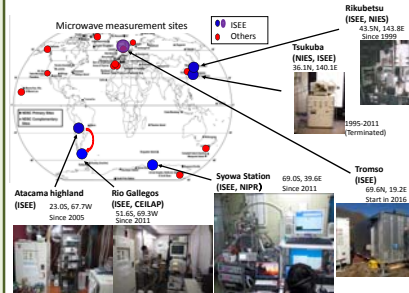 Microwave measurement sites
ISEE
Others
Rikubetsu
(ISEE, NIES)
43.5N, 143.8E
Since 1999
Tsukuba
(NIES, ISEE)
36.1N, 140.1E
1995-2011
(Terminated)
Tromso
(ISEE)
69.6N, 19.2E
Start in 2016
Syowa Station
(ISEE, NIPR)
69.0S, 39.6E
Since 2011
Atacama highland
(ISEE)
23.0S, 67.7W
Since 2005
Rio Gallegos
(ISEE, CEILAP)
51.6S, 69.3W
Since 2011